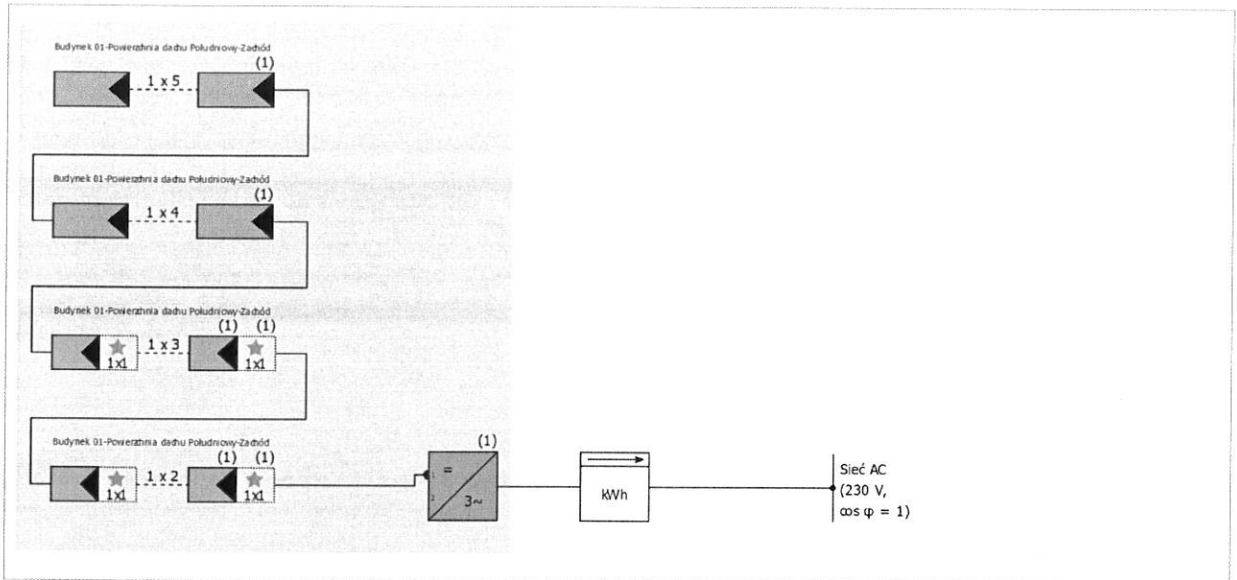 Budynek 01-Powierzchnia dachu Południowy-Zachód
(1)
1 x 5
Budynek 01-Powierzchnia dachu Południowy-Zachód
(1)
1 x 4
Budynek 01-Powierzchnia dachu Południowy-Zachód
(1) (1)
1 x 3
1x1 1x1
Budynek 01-Powierzchnia dachu Południowy-Zachód
(1) (1)
1 x 2
1x1 1x1
(1)
1 =
2 3~
kWh
Sieć AC
(230 V,
cos φ = 1)